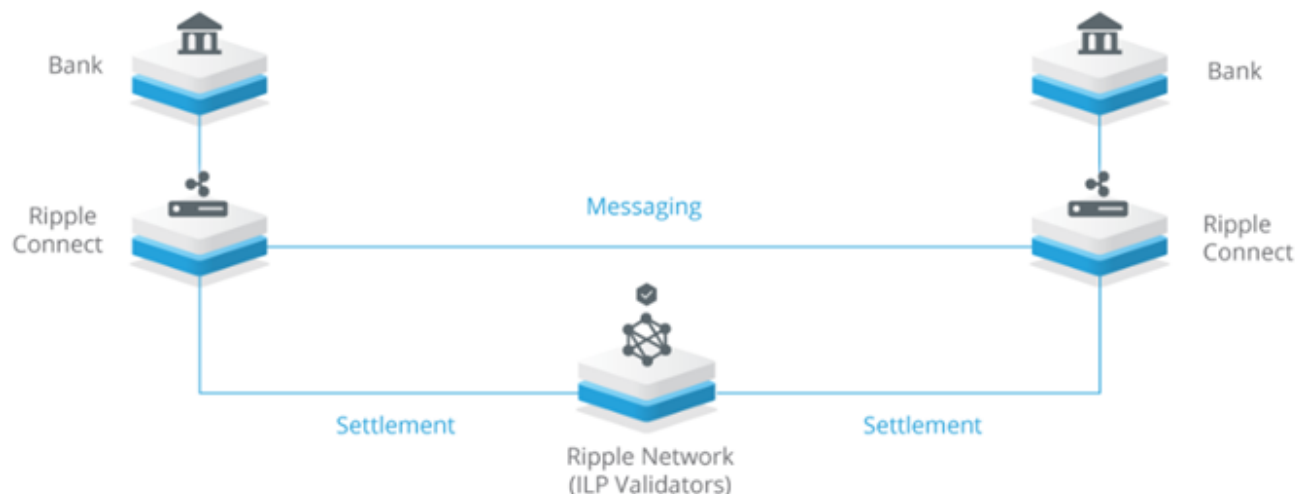 Bank
Bank
Messaging
Ripple
Connect
Ripple
Connect
Settlement
Settlement
Ripple Network
(ILP Validators)